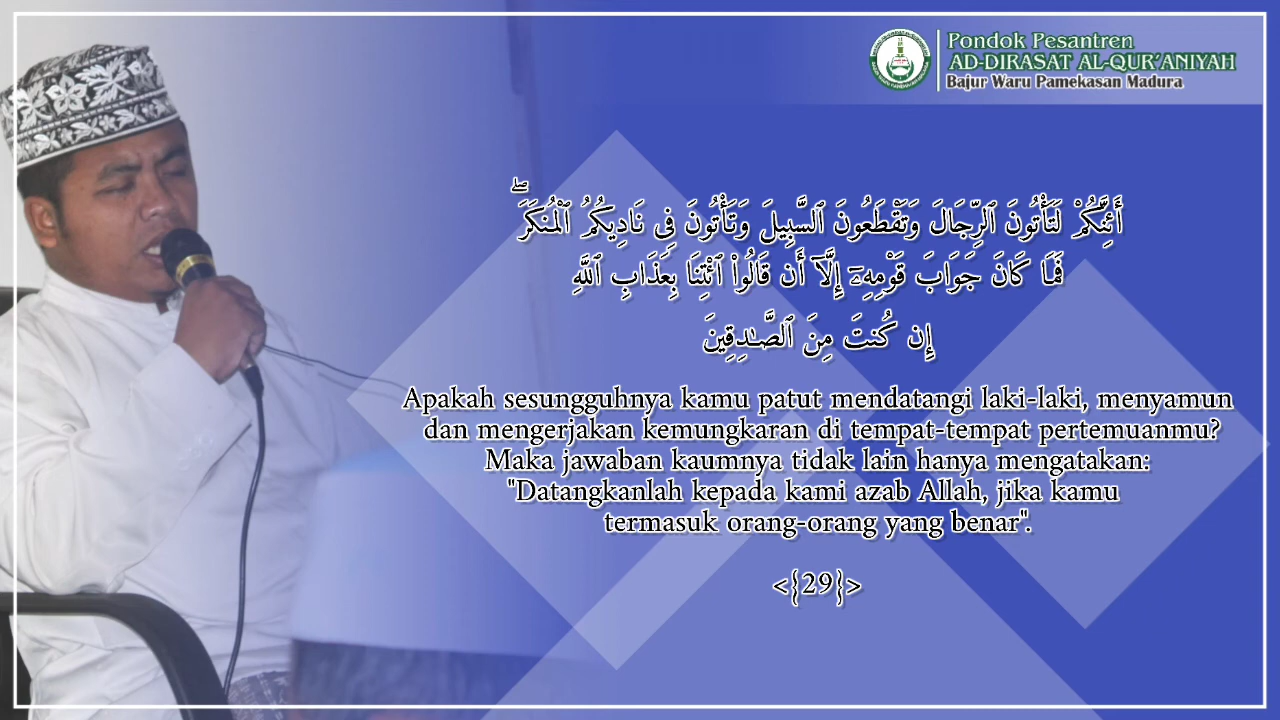 Pondok Pesantren
AD-DIRASAT AL-QUR'ANIYAH
Bajur Waru Pamekasan Madura
أَئِنَّكُمْ لَتَأْتُونَ ٱلرِّجَالَ وَتَقْطَعُونَ ٱلسَّبِيلَ وَتَأْتُونَ فِى نَادِيكُمُ ٱلْمُنكَرَ ۖ
فَمَا كَانَ جَوَابَ قَوْمِهِۦٓ إِلَّآ أَن قَالُوا۟ ٱئْتِنَا بِعَذَابِ ٱللَّهِ
إِن كُنتَ مِنَ ٱلصَّـٰدِقِينَ
Apakah sesungguhnya kamu patut mendatangi laki-laki, menyamun
dan mengerjakan kemungkaran di tempat-tempat pertemuanmu?
Maka jawaban kaumnya tidak lain hanya mengatakan:
"Datangkanlah kepada kami azab Allah, jika kamu
termasuk orang-orang yang benar".
<{29}>